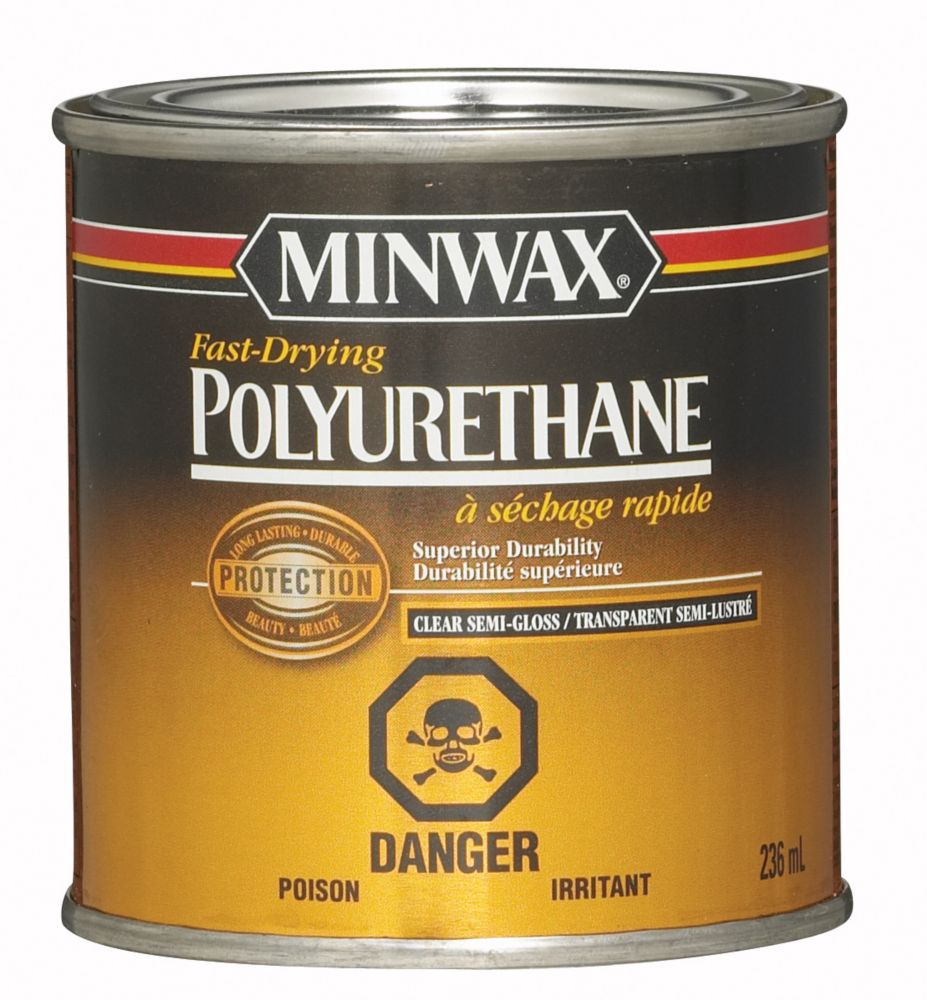 MINWAX®
Fast-Drying
POLYURETHANE
à séchage rapide
LONG LASTING • DURABLE
PROTECTION
BEAUTY • BEAUTÉ
Superior Durability
Durabilité supérieure
CLEAR SEMI-GLOSS / TRANSPARENT SEMI-LUSTRÉ
DANGER
POISON IRRITANT
236 mL